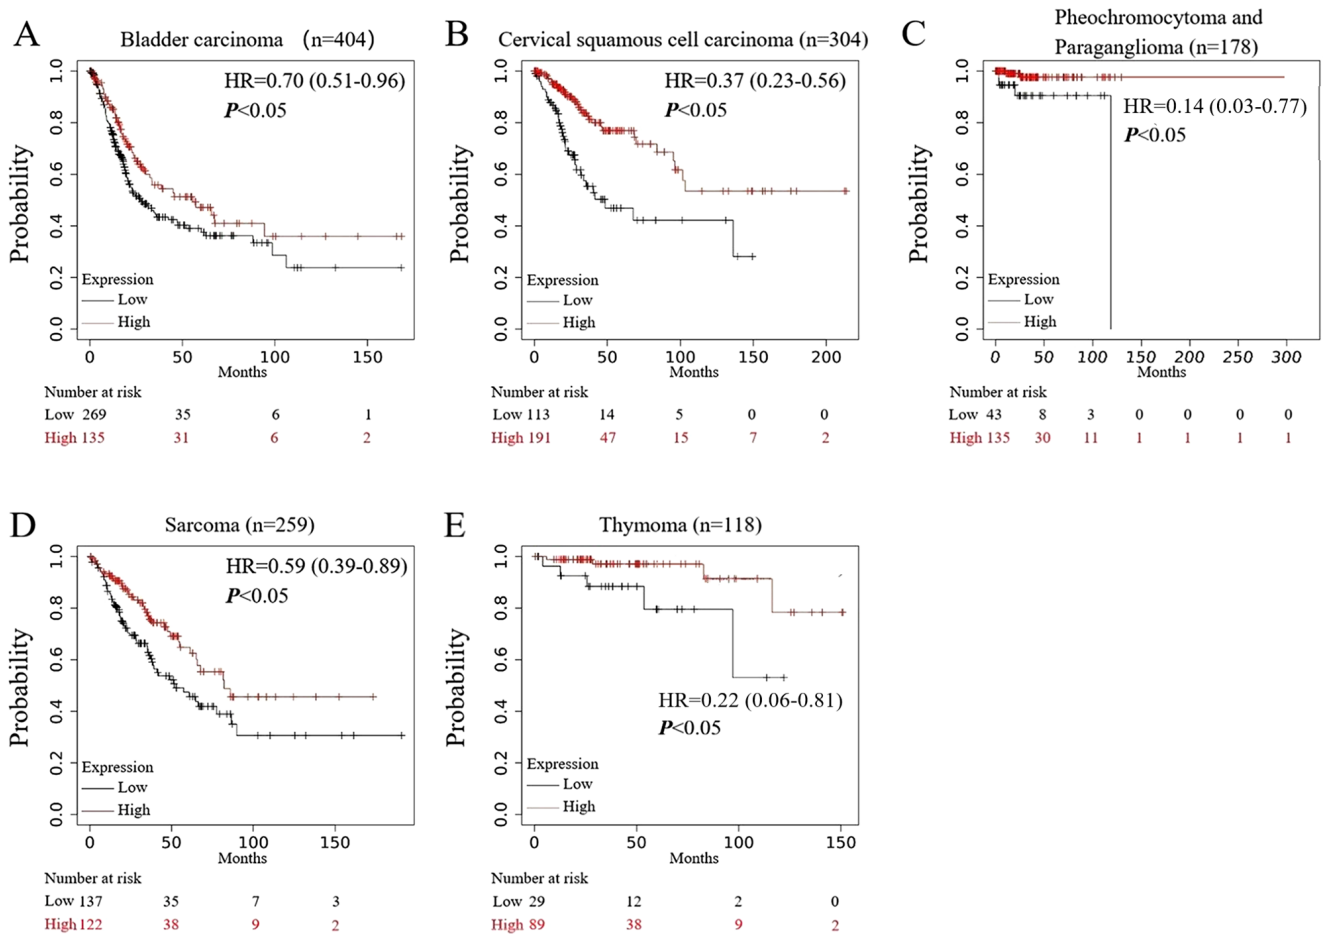 A
Bladder carcinoma (n=404)
HR=0.70 (0.51-0.96)
P<0.05
Probability
1.0
0.8
0.6
0.4
0.2
0.0
Expression
Low
High
0 50 100 150
Months
Number at risk
Low 269 35 6 1
High 135 31 6 2
B
Cervical squamous cell carcinoma (n=304)
HR=0.37 (0.23-0.56)
P<0.05
Probability
1.0
0.8
0.6
0.4
0.2
0.0
Expression
Low
High
0 50 100 150 200
Months
Number at risk
Low 113 14 5 0 0
High 191 47 15 7 2
C
Pheochromocytoma and
Paraganglioma (n=178)
HR=0.14 (0.03-0.77)
P<0.05
Probability
1.0
0.8
0.6
0.4
0.2
0.0
Expression
Low
High
0 50 100 150 200 250 300
Months
Number at risk
Low 43 8 3 0 0 0 0
High 135 30 11 1 1 1 1
D
Sarcoma (n=259)
HR=0.59 (0.39-0.89)
P<0.05
Probability
1.0
0.8
0.6
0.4
0.2
0.0
Expression
Low
High
0 50 100 150
Months
Number at risk
Low 137 35 7 3
High 122 38 9 2
E
Thymoma (n=118)
HR=0.22 (0.06-0.81)
P<0.05
Probability
1.0
0.8
0.6
0.4
0.2
0.0
Expression
Low
High
0 50 100 150
Months
Number at risk
Low 29 12 2 0
High 89 38 9 2